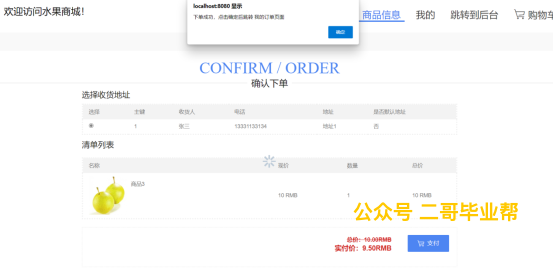 欢迎访问水果商城!
localhost:8080 显示
下单成功，点击确定后跳转 我的订单页面
确定
商品信息 我的 跳转到后台 购物车
CONFIRM / ORDER
确认下单
选择收货地址
选择 主键 收货人 电话 地址 是否默认地址
1 张三 13331133134 地址1 否
清单列表
名称 单价 数量 总价
商品3 10 RMB 1 10 RMB
公众号 二哥毕业帮
总价：10.00RMB
实付价：9.50RMB
支付